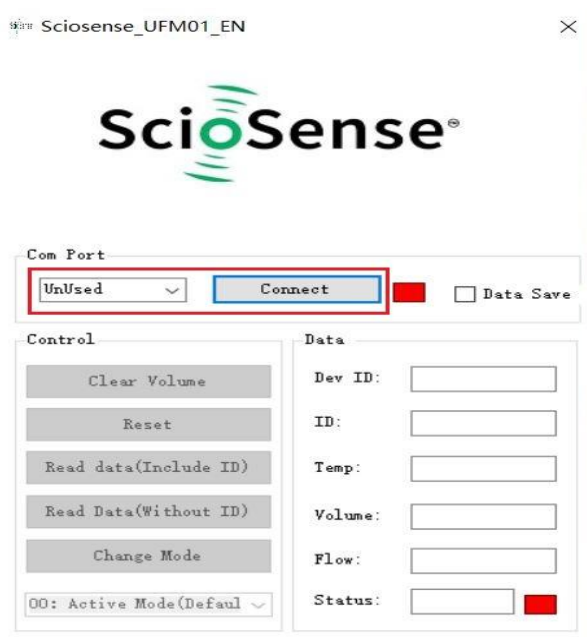 Sciosense_UFM01_EN
ScioSense
Com Port
UnUsed Connect Data Save
Control
Clear Volume
Reset
Read data(Include ID)
Read Data(Without ID)
Change Mode
00: Active Mode(Defaul
Data
Dev ID:
ID:
Temp:
Volume:
Flow:
Status: